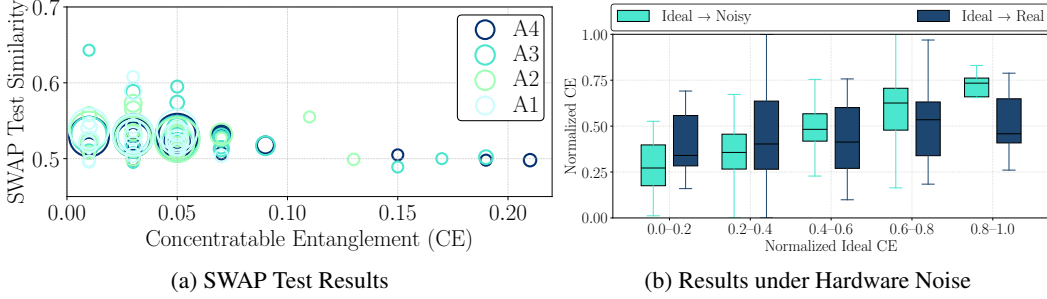 0.7
0.6
0.5
SWAP Test Similarity
A4
A3
A2
A1
0.00
0.05
0.10
0.15
0.20
Concentratable Entanglement (CE)
(a) SWAP Test Results
Ideal → Noisy
Ideal → Real
1.00
0.75
0.50
0.25
0.00
Normalized CE
0.0–0.2
0.2–0.4
0.4–0.6
0.6–0.8
0.8–1.0
Normalized Ideal CE
(b) Results under Hardware Noise